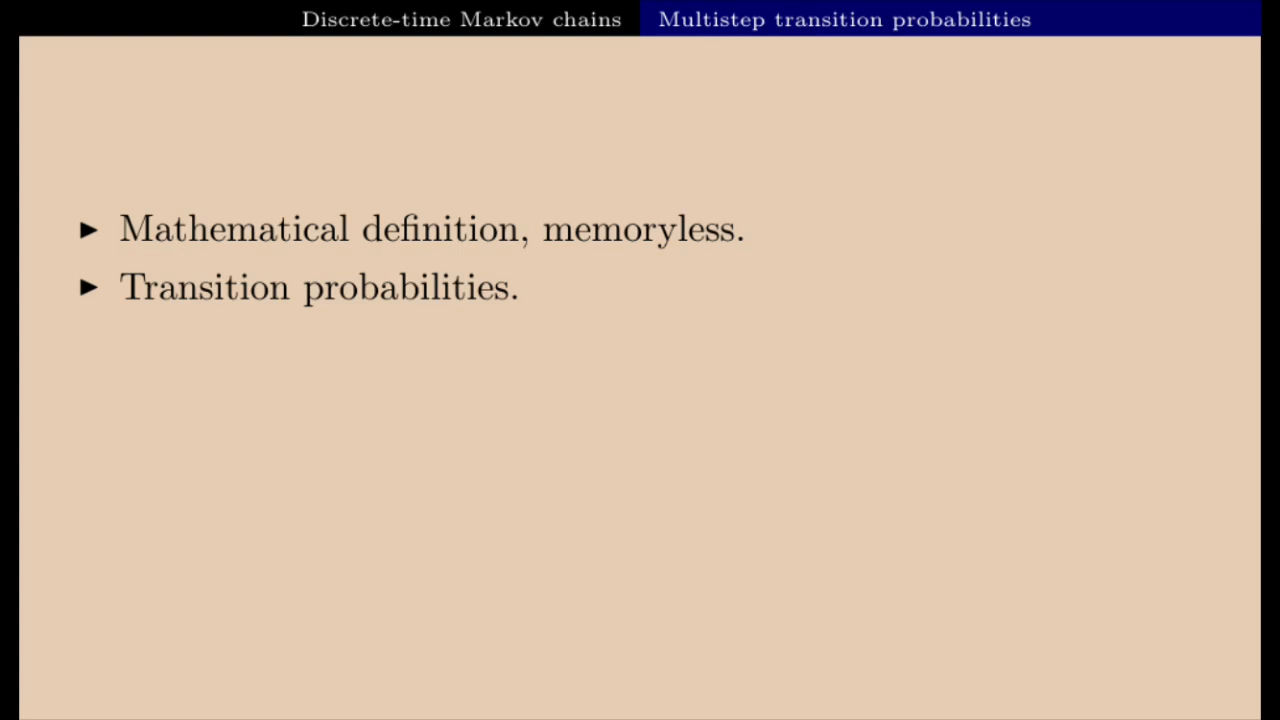 Discrete-time Markov chains
Multistep transition probabilities
▶ Mathematical definition, memoryless.
▶ Transition probabilities.